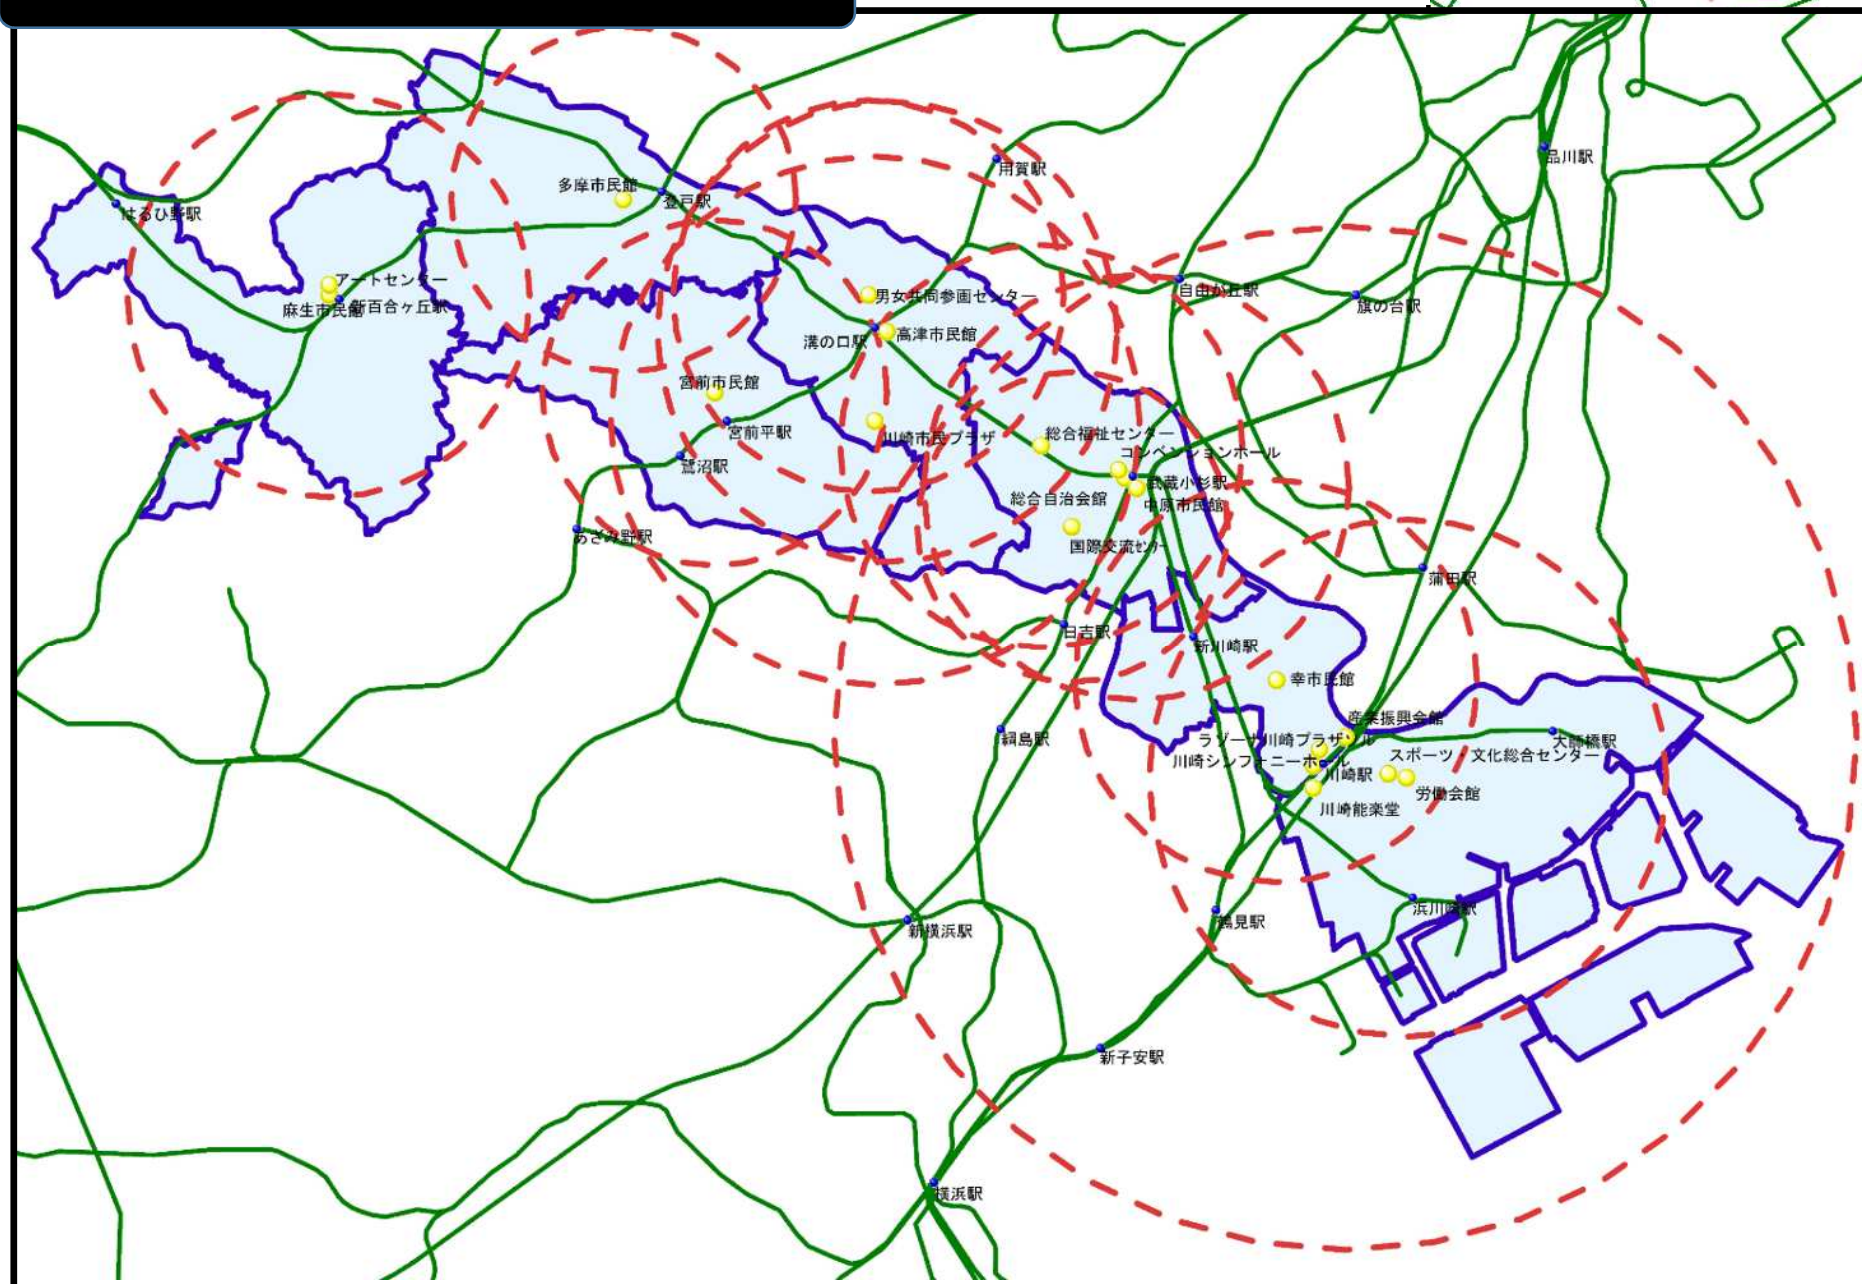 品川駅
用賀駅
多摩市民館
登戸駅
はるひ野駅
アートセンター
麻生市民館
新百合ヶ丘駅
男女共同参画センター
自由が丘駅
旗の台駅
溝の口駅
高津市民館
宮前市民館
宮前平駅
川崎市民プラザ
総合福祉センター
コンベンションホール
鷺沼駅
武蔵小杉駅
総合自治会館
中原市民館
あざみ野駅
国際交流センター
蒲田駅
日吉駅
新川崎駅
幸市民館
産業振興会館
綱島駅
ラゾーナ川崎プラザソル
大師橋駅
川崎シンフォニーホール
スポーツ・文化総合センター
川崎駅
労働会館
川崎能楽堂
浜川崎駅
鶴見駅
新横浜駅
新子安駅
横浜駅